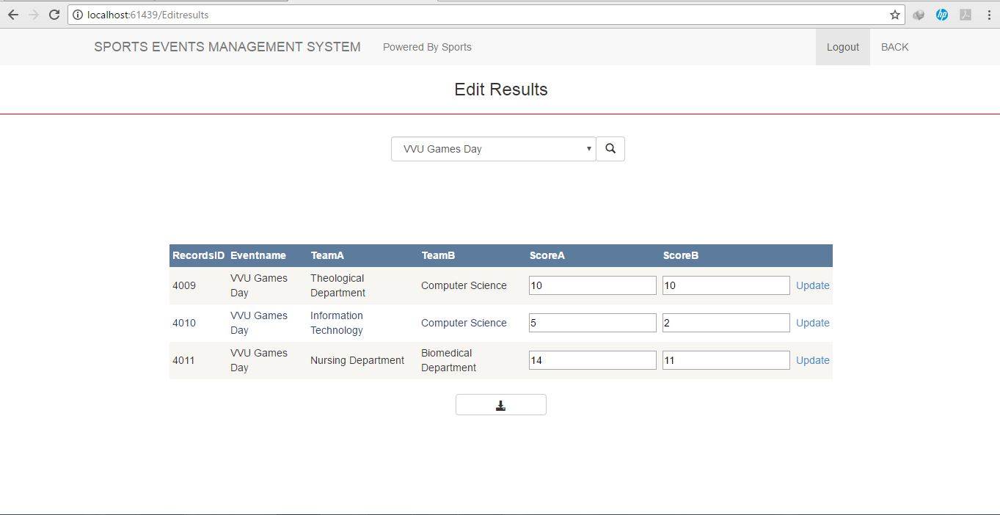 localhost:61439/Editresults
SPORTS EVENTS MANAGEMENT SYSTEM Powered By Sports Logout BACK
Edit Results
VVU Games Day
RecordsID Eventname TeamA TeamB ScoreA ScoreB
4009 VVU Games Day Theological Department Computer Science 10 10 Update
4010 VVU Games Day Information Technology Computer Science 5 2 Update
4011 VVU Games Day Nursing Department Biomedical Department 14 11 Update